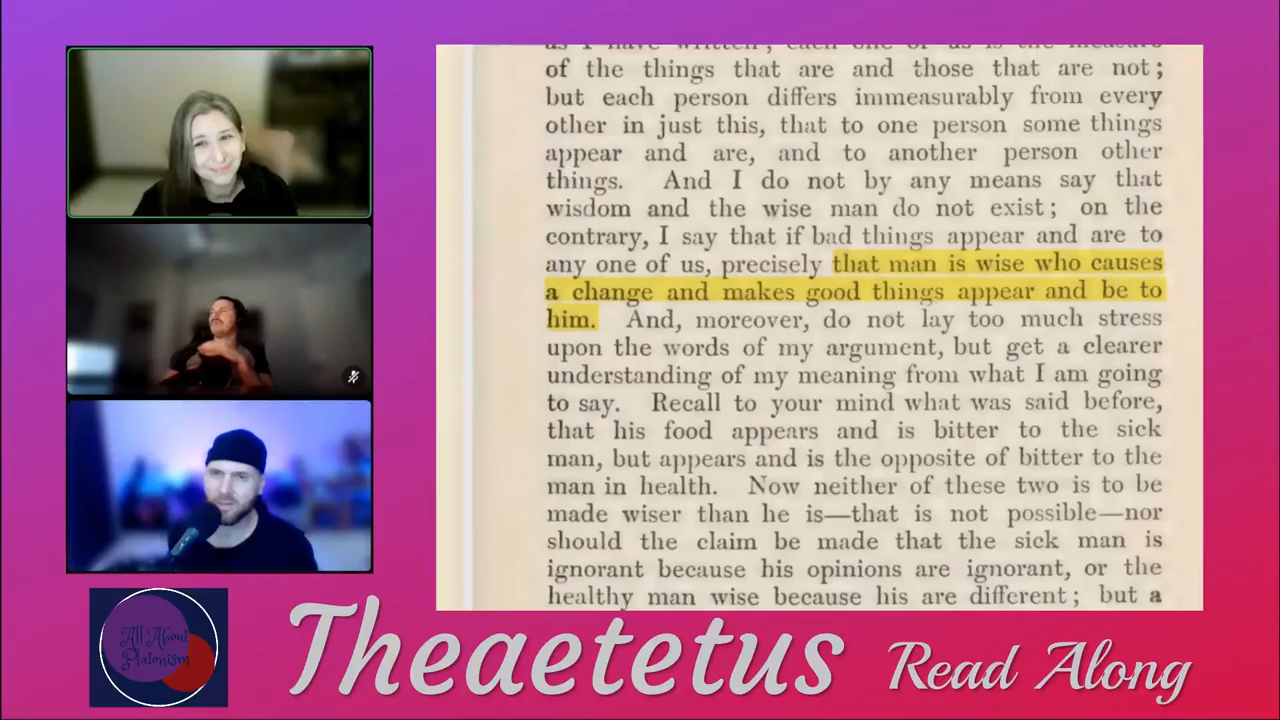 as I have written; each one of us is the measure
of the things that are and those that are not;
but each person differs immeasurably from every
other in just this, that to one person some things
appear and are, and to another person other
things. And I do not by any means say that
wisdom and the wise man do not exist; on the
contrary, I say that if bad things appear and are to
any one of us, precisely that man is wise who causes
a change and makes good things appear and be to
him. And, moreover, do not lay too much stress
upon the words of my argument, but get a clearer
understanding of my meaning from what I am going
to say. Recall to your mind what was said before,
that his food appears and is bitter to the sick
man, but appears and is the opposite of bitter to the
man in health. Now neither of these two is to be
made wiser than he is—that is not possible—nor
should the claim be made that the sick man is
ignorant because his opinions are ignorant, or the
healthy man wise because his are different; but a
All About
Platonism
Theaetetus Read Along